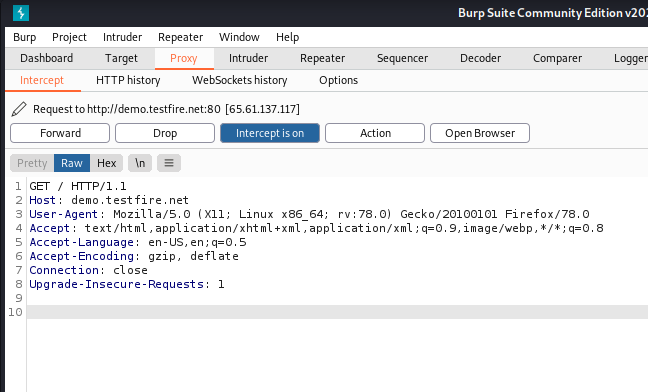 Burp Suite Community Edition v20
Burp Project Intruder Repeater Window Help
Dashboard Target Proxy Intruder Repeater Sequencer Decoder Comparer Logger
Intercept HTTP history WebSockets history Options
Request to http://demo.testfire.net:80 [65.61.137.117]
Forward Drop Intercept is on Action Open Browser
Pretty Raw Hex \n
1 GET / HTTP/1.1
2 Host: demo.testfire.net
3 User-Agent: Mozilla/5.0 (X11; Linux x86_64; rv:78.0) Gecko/20100101 Firefox/78.0
4 Accept: text/html,application/xhtml+xml,application/xml;q=0.9,image/webp,*/*;q=0.8
5 Accept-Language: en-US,en;q=0.5
6 Accept-Encoding: gzip, deflate
7 Connection: close
8 Upgrade-Insecure-Requests: 1
9
10